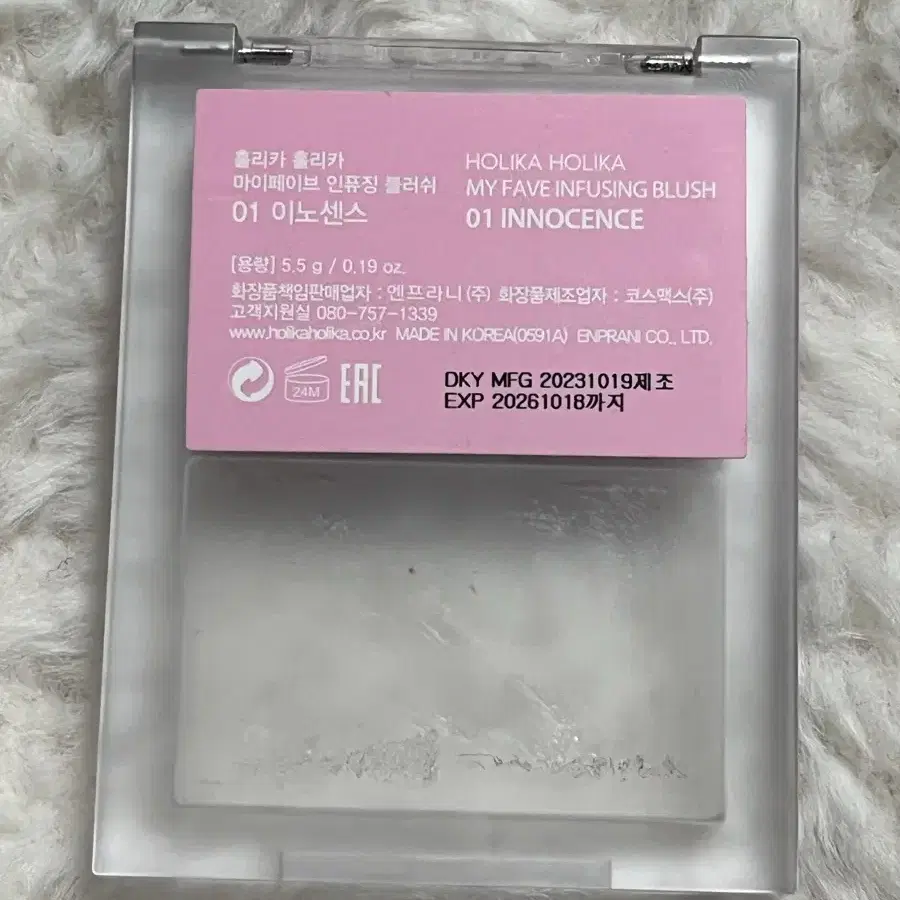 홀리카 홀리카
마이페이브 인퓨징 블러쉬
01 이노센스
HOLIKA HOLIKA
MY FAVE INFUSING BLUSH
01 INNOCENCE
[용량] 5.5 g / 0.19 oz.
화장품책임판매업자 : 엔프라니(주) 화장품제조업자 : 코스맥스(주)
고객지원실 080-757-1339
www.holikaholika.co.kr MADE IN KOREA(0591A) ENPRANI CO., LTD.
24M
EAC
DKY MFG 20231019제조
EXP 20261018까지